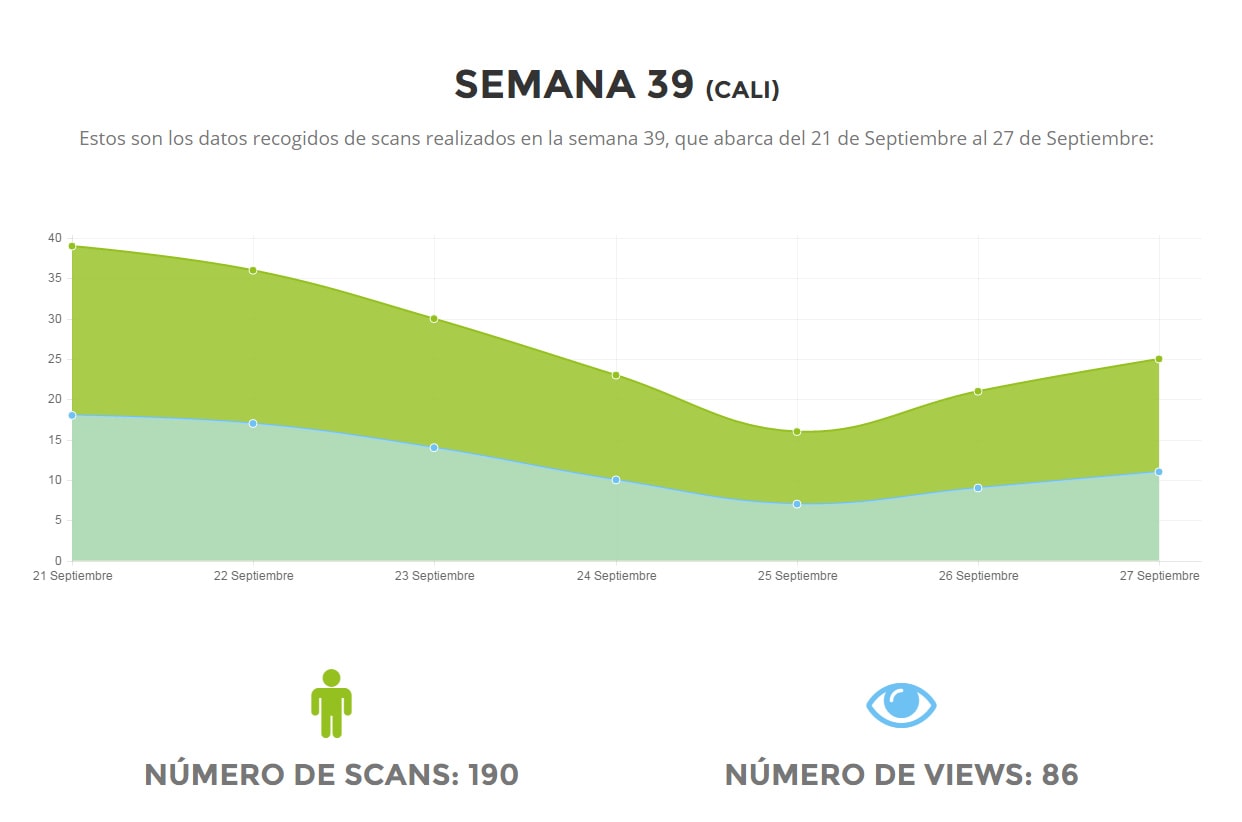 SEMANA 39 (CALI)
Estos son los datos recogidos de scans realizados en la semana 39, que abarca del 21 de Septiembre al 27 de Septiembre:
40
35
30
25
20
15
10
5
0
21 Septiembre 22 Septiembre 23 Septiembre 24 Septiembre 25 Septiembre 26 Septiembre 27 Septiembre
NÚMERO DE SCANS: 190 NÚMERO DE VIEWS: 86